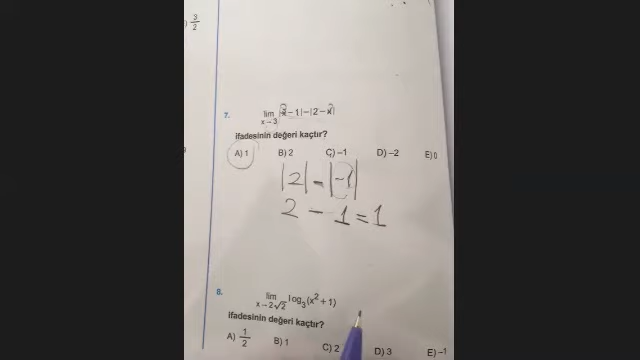 3/2
7. lim x→3 |x-1|-|2-x|
ifadesinin değeri kaçtır?
A) 1 B) 2 C) -1 D) -2 E) 0
|2| - |-1|
2 - 1 = 1
8. lim x→2√2 log₃(x²+1)
ifadesinin değeri kaçtır?
A) 1/2 B) 1 C) 2 D) 3 E) -1